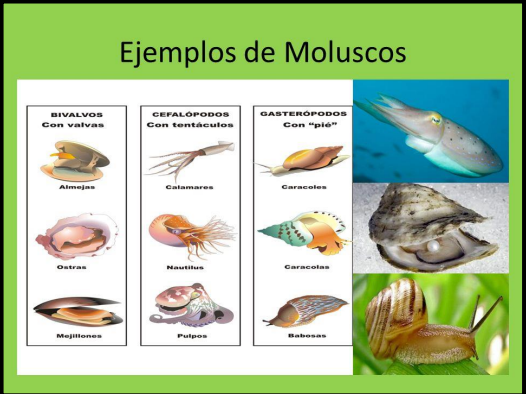 Ejemplos de Moluscos
BIVALVOS
Con valvas
Almejas
Ostras
Mejillones
CEFALÓPODOS
Con tentáculos
Calamares
Nautilus
Pulpos
GASTERÓPODOS
Con "pié"
Caracoles
Caracolas
Babosas